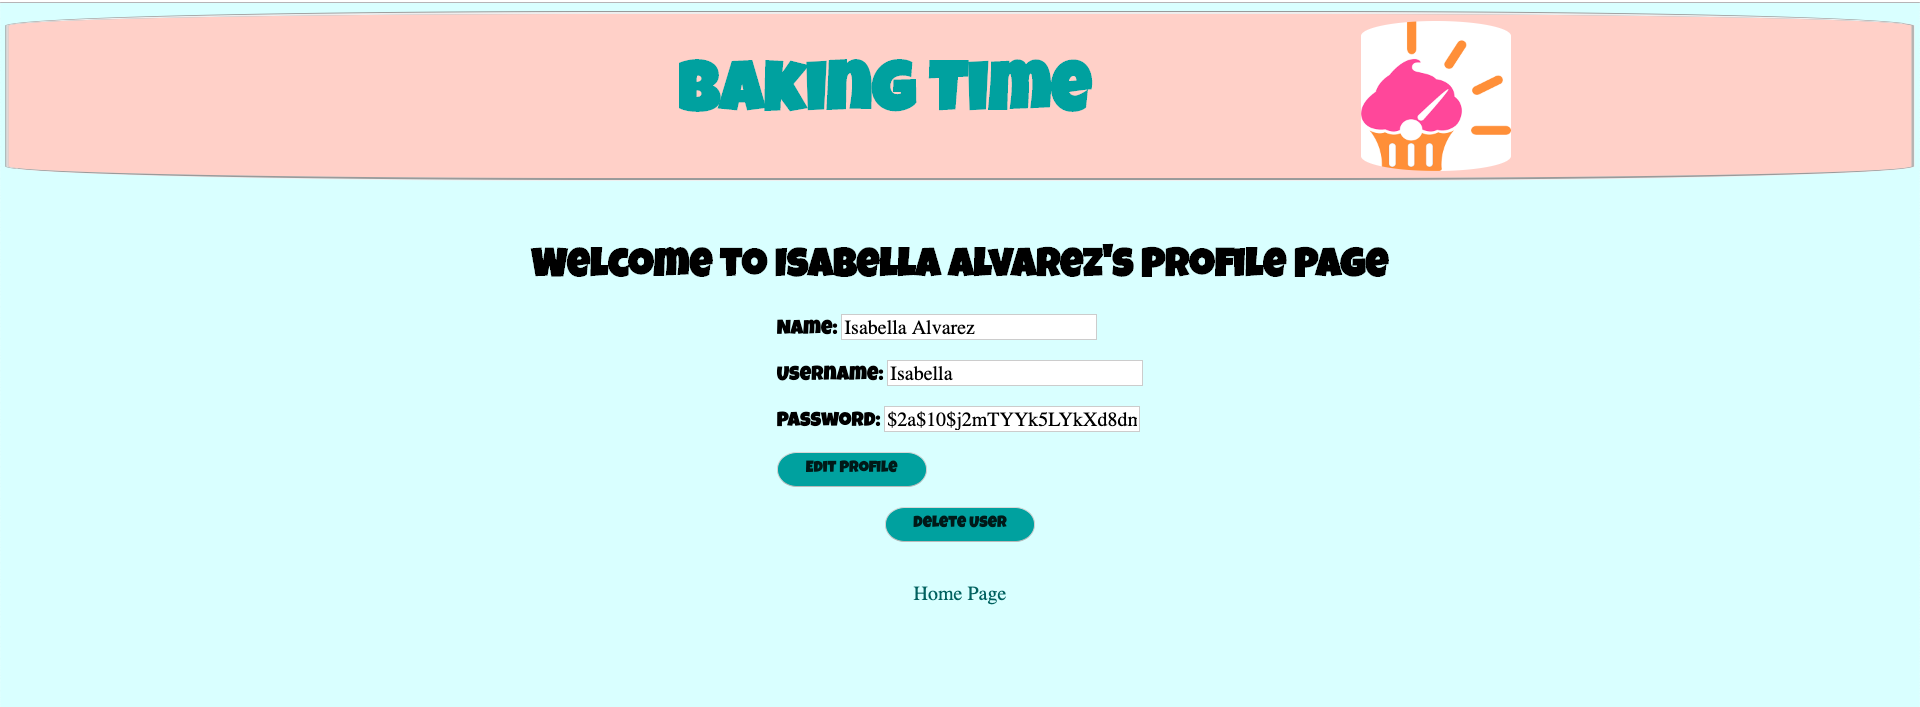 Baking Time
Welcome to Isabella Alvarez's Profile Page
Name: Isabella Alvarez
Username: Isabella
Password: $2a$10$j2mTYYk5LYkXd8dn
Edit Profile
Delete User
Home Page